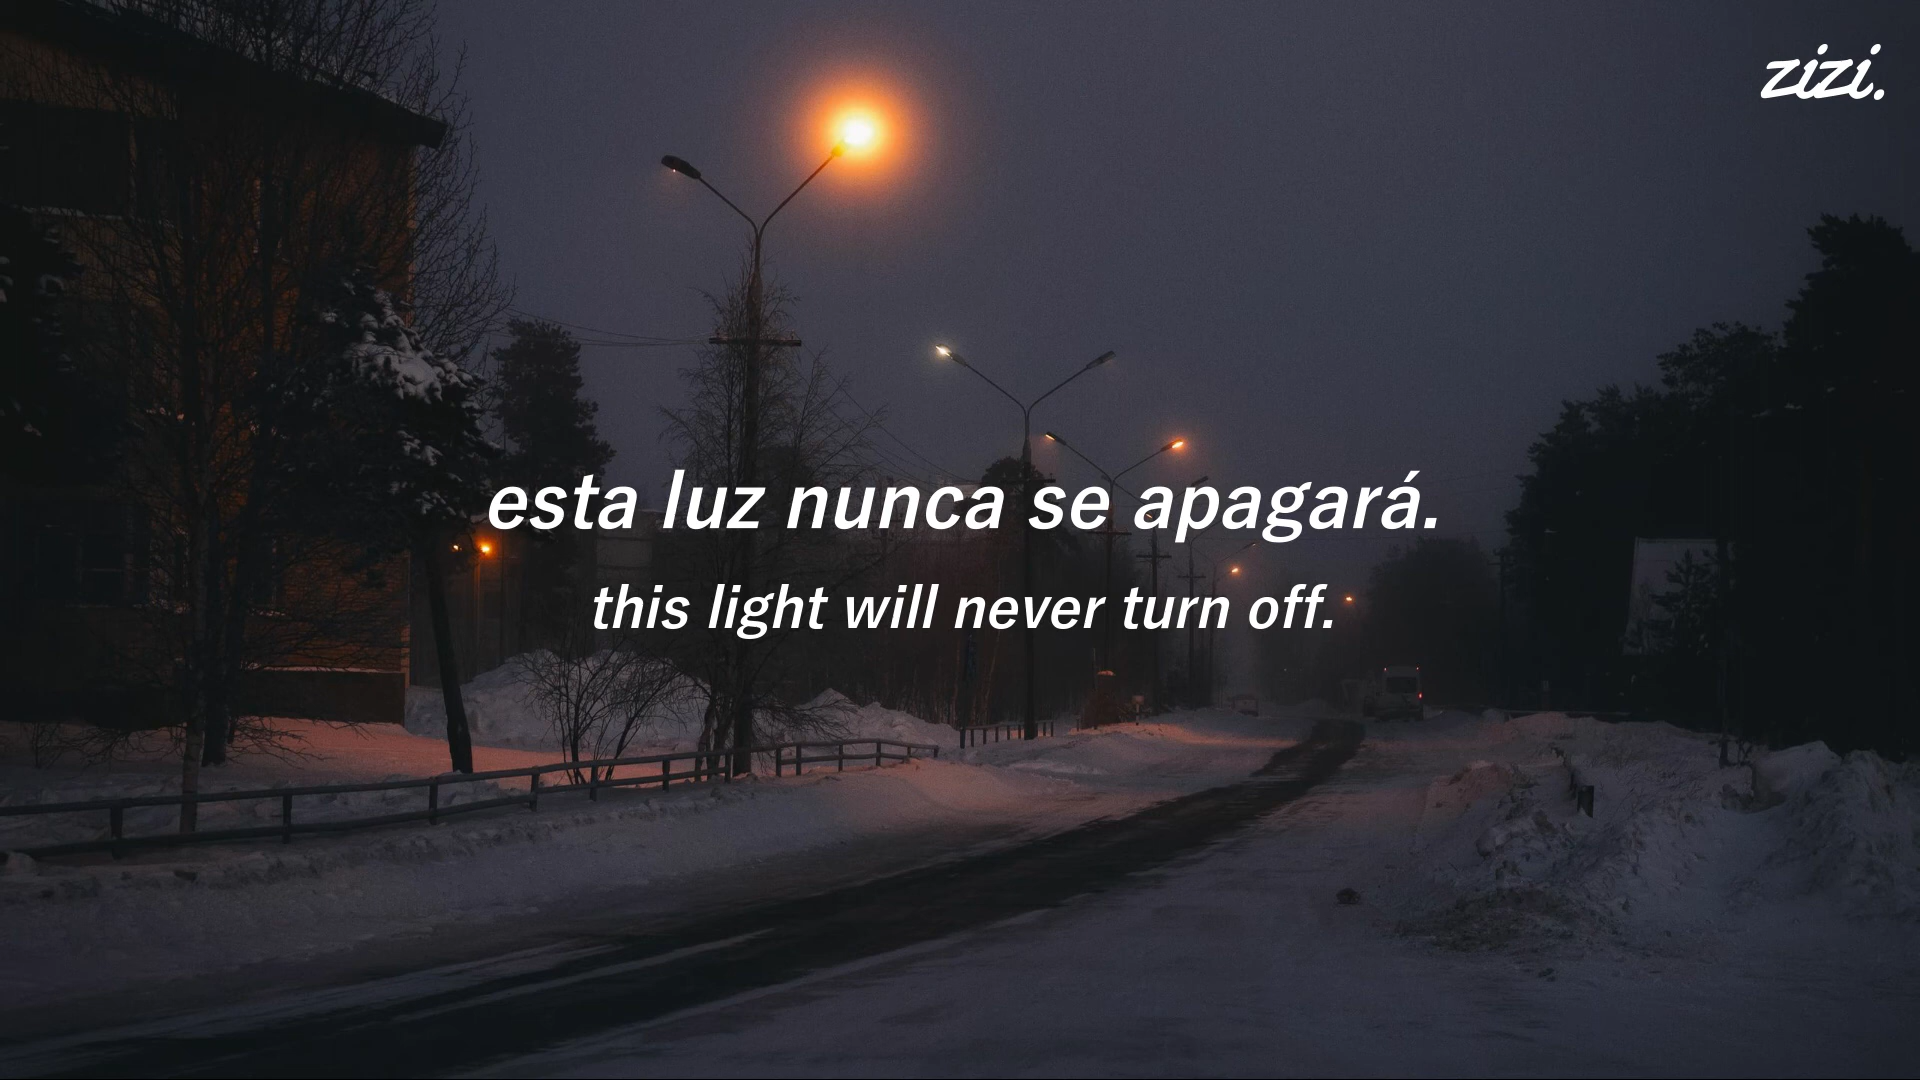 zizi.
esta luz nunca se apagará.
this light will never turn off.